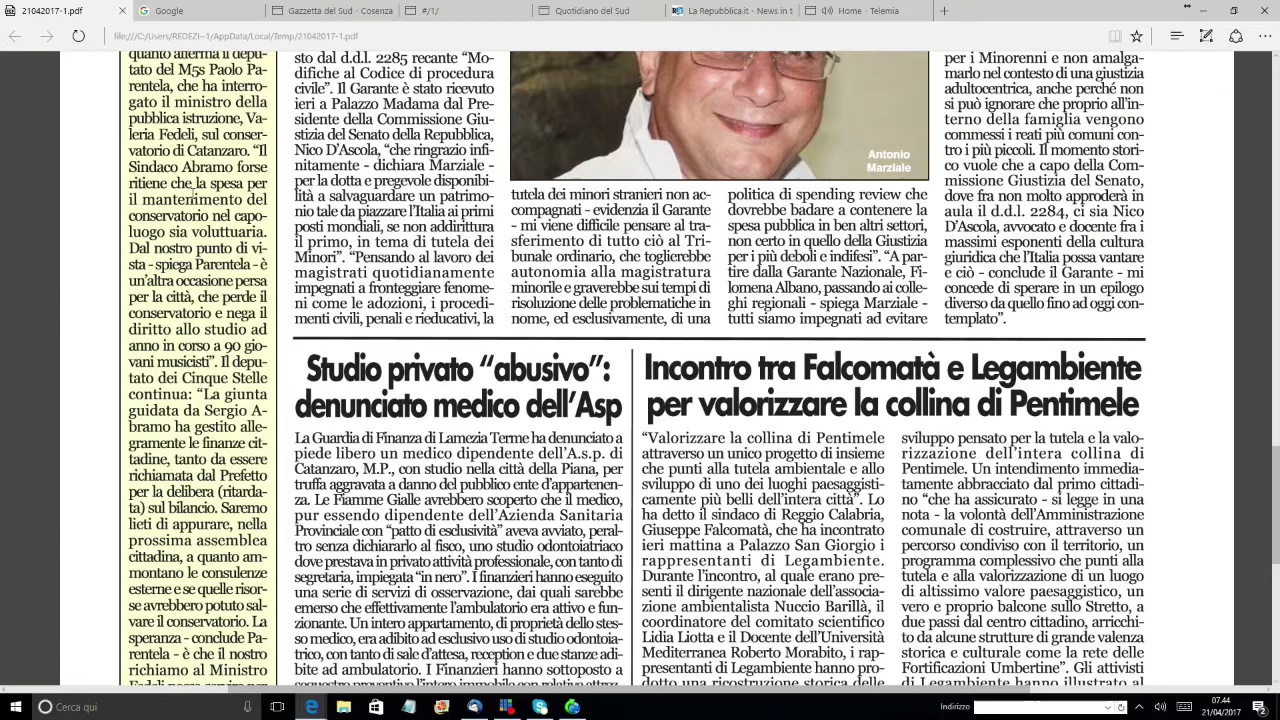 21042017-1.pdf
Google
Gazzetta del Sud - Cosenza
#/1/
Gazzetta del Sud
La Repubblica.it - News in t
Home - Telemia
file:///C:/Users/REDEZI~1/AppData/Local/Temp/21042017-1.pdf
quanto afferma il depu-
tato del M5s Paolo Pa-
rentela, che ha interro-
gato il ministro della
pubblica istruzione, Va-
leria Fedeli, sul conser-
vatorio di Catanzaro. “Il
Sindaco Abramo forse
ritiene che la spesa per
il mantenimento del
conservatorio nel capo-
luogo sia voluttuaria.
Dal nostro punto di vi-
sta - spiega Parentela - è
un’altra occasione persa
per la città, che perde il
conservatorio e nega il
diritto allo studio ad
anno in corso a 90 gio-
vani musicisti”. Il depu-
tato dei Cinque Stelle
continua: “La giunta
guidata da Sergio A-
bramo ha gestito alle-
gramente le finanze cit-
tadine, tanto da essere
richiamata dal Prefetto
per la delibera (ritarda-
ta) sul bilancio. Saremo
lieti di appurare, nella
prossima assemblea
cittadina, a quanto am-
montano le consulenze
esterne e se quelle risor-
se avrebbero potuto sal-
vare il conservatorio. La
speranza - conclude Pa-
rentela - è che il nostro
richiamo al Ministro
sto dal d.d.l. 2285 recante “Mo-
difiche al Codice di procedura
civile”. Il Garante è stato ricevuto
ieri a Palazzo Madama dal Pre-
sidente della Commissione Giu-
stizia del Senato della Repubblica,
Nico D’Ascola, “che ringrazio infi-
nitamente - dichiara Marziale -
per la dotta e pregevole disponibi-
lità a salvaguardare un patrimo-
nio tale da piazzare l’Italia ai primi
posti mondiali, se non addirittura
il primo, in tema di tutela dei
Minori”. “Pensando al lavoro dei
magistrati quotidianamente
impegnati a fronteggiare fenome-
ni come le adozioni, i procedi-
menti civili, penali e rieducativi, la
Antonio
Marziale
tutela dei minori stranieri non ac-
compagnati - evidenzia il Garante
- mi viene difficile pensare al tra-
sferimento di tutto ciò al Tri-
bunale ordinario, che toglierebbe
autonomia alla magistratura
minorile e graverebbe sui tempi di
risoluzione delle problematiche in
nome, ed esclusivamente, di una
politica di spending review che
dovrebbe badare a contenere la
spesa pubblica in ben altri settori,
non certo in quello della Giustizia
per i più deboli e indifesi”. “A par-
tire dalla Garante Nazionale, Fi-
lomena Albano, passando ai colle-
ghi regionali - spiega Marziale -
tutti siamo impegnati ad evitare
per i Minorenni e non amalga-
marlo nel contesto di una giustizia
adultocentrica, anche perché non
si può ignorare che proprio all’in-
terno della famiglia vengono
commessi i reati più comuni con-
tro i più piccoli. Il momento stori-
co vuole che a capo della Com-
missione Giustizia del Senato,
dove fra non molto approderà in
aula il d.d.l. 2284, ci sia Nico
D’Ascola, avvocato e docente fra i
massimi esponenti della cultura
giuridica che l’Italia possa vantare
e ciò - conclude il Garante - mi
concede di sperare in un epilogo
diverso da quello fino ad oggi con-
templato”.
Studio privato “abusivo”:
denunciato medico dell’Asp
La Guardia di Finanza di Lamezia Terme ha denunciato a
piede libero un medico dipendente dell’A.s.p. di
Catanzaro, M.P., con studio nella città della Piana, per
truffa aggravata a danno del pubblico ente d’appartenen-
za. Le Fiamme Gialle avrebbero scoperto che il medico,
pur essendo dipendente dell’Azienda Sanitaria
Provinciale con “patto di esclusività” aveva avviato, peral-
tro senza dichiararlo al fisco, uno studio odontoiatriaco
dove prestava in privato attività professionale, con tanto di
segretaria, impiegata “in nero”. I finanzieri hanno eseguito
una serie di servizi di osservazione, dai quali sarebbe
emerso che effettivamente l’ambulatorio era attivo e fun-
zionante. Un intero appartamento, di proprietà dello stes-
so medico, era adibito ad esclusivo uso di studio odontoia-
trico, con tanto di sale d’attesa, reception e due stanze adi-
bite ad ambulatorio. I Finanzieri hanno sottoposto a
Incontro tra Falcomatà e Legambiente
per valorizzare la collina di Pentimele
“Valorizzare la collina di Pentimele
attraverso un unico progetto di insieme
che punti alla tutela ambientale e allo
sviluppo di uno dei luoghi paesaggisti-
camente più belli dell’intera città”. Lo
ha detto il sindaco di Reggio Calabria,
Giuseppe Falcomatà, che ha incontrato
ieri mattina a Palazzo San Giorgio i
rappresentanti di Legambiente.
Durante l’incontro, al quale erano pre-
senti il dirigente nazionale dell’associa-
zione ambientalista Nuccio Barillà, il
coordinatore del comitato scientifico
Lidia Liotta e il Docente dell’Università
Mediterranea Roberto Morabito, i rap-
presentanti di Legambiente hanno pro-
dotto una ricostruzione storica delle
sviluppo pensato per la tutela e la valo-
rizzazione dell’intera collina di
Pentimele. Un intendimento immedia-
tamente abbracciato dal primo cittadi-
no “che ha assicurato - si legge in una
nota - la volontà dell’Amministrazione
comunale di costruire, attraverso un
percorso condiviso con il territorio, un
programma complessivo che punti alla
tutela e alla valorizzazione di un luogo
di altissimo valore paesaggistico, un
vero e proprio balcone sullo Stretto, a
due passi dal centro cittadino, arricchi-
to da alcune strutture di grande valenza
storica e culturale come la rete delle
Fortificazioni Umbertine”. Gli attivisti
di Legambiente hanno illustrato al
Cerca qui
Indirizzo
07.44
21/04/2017